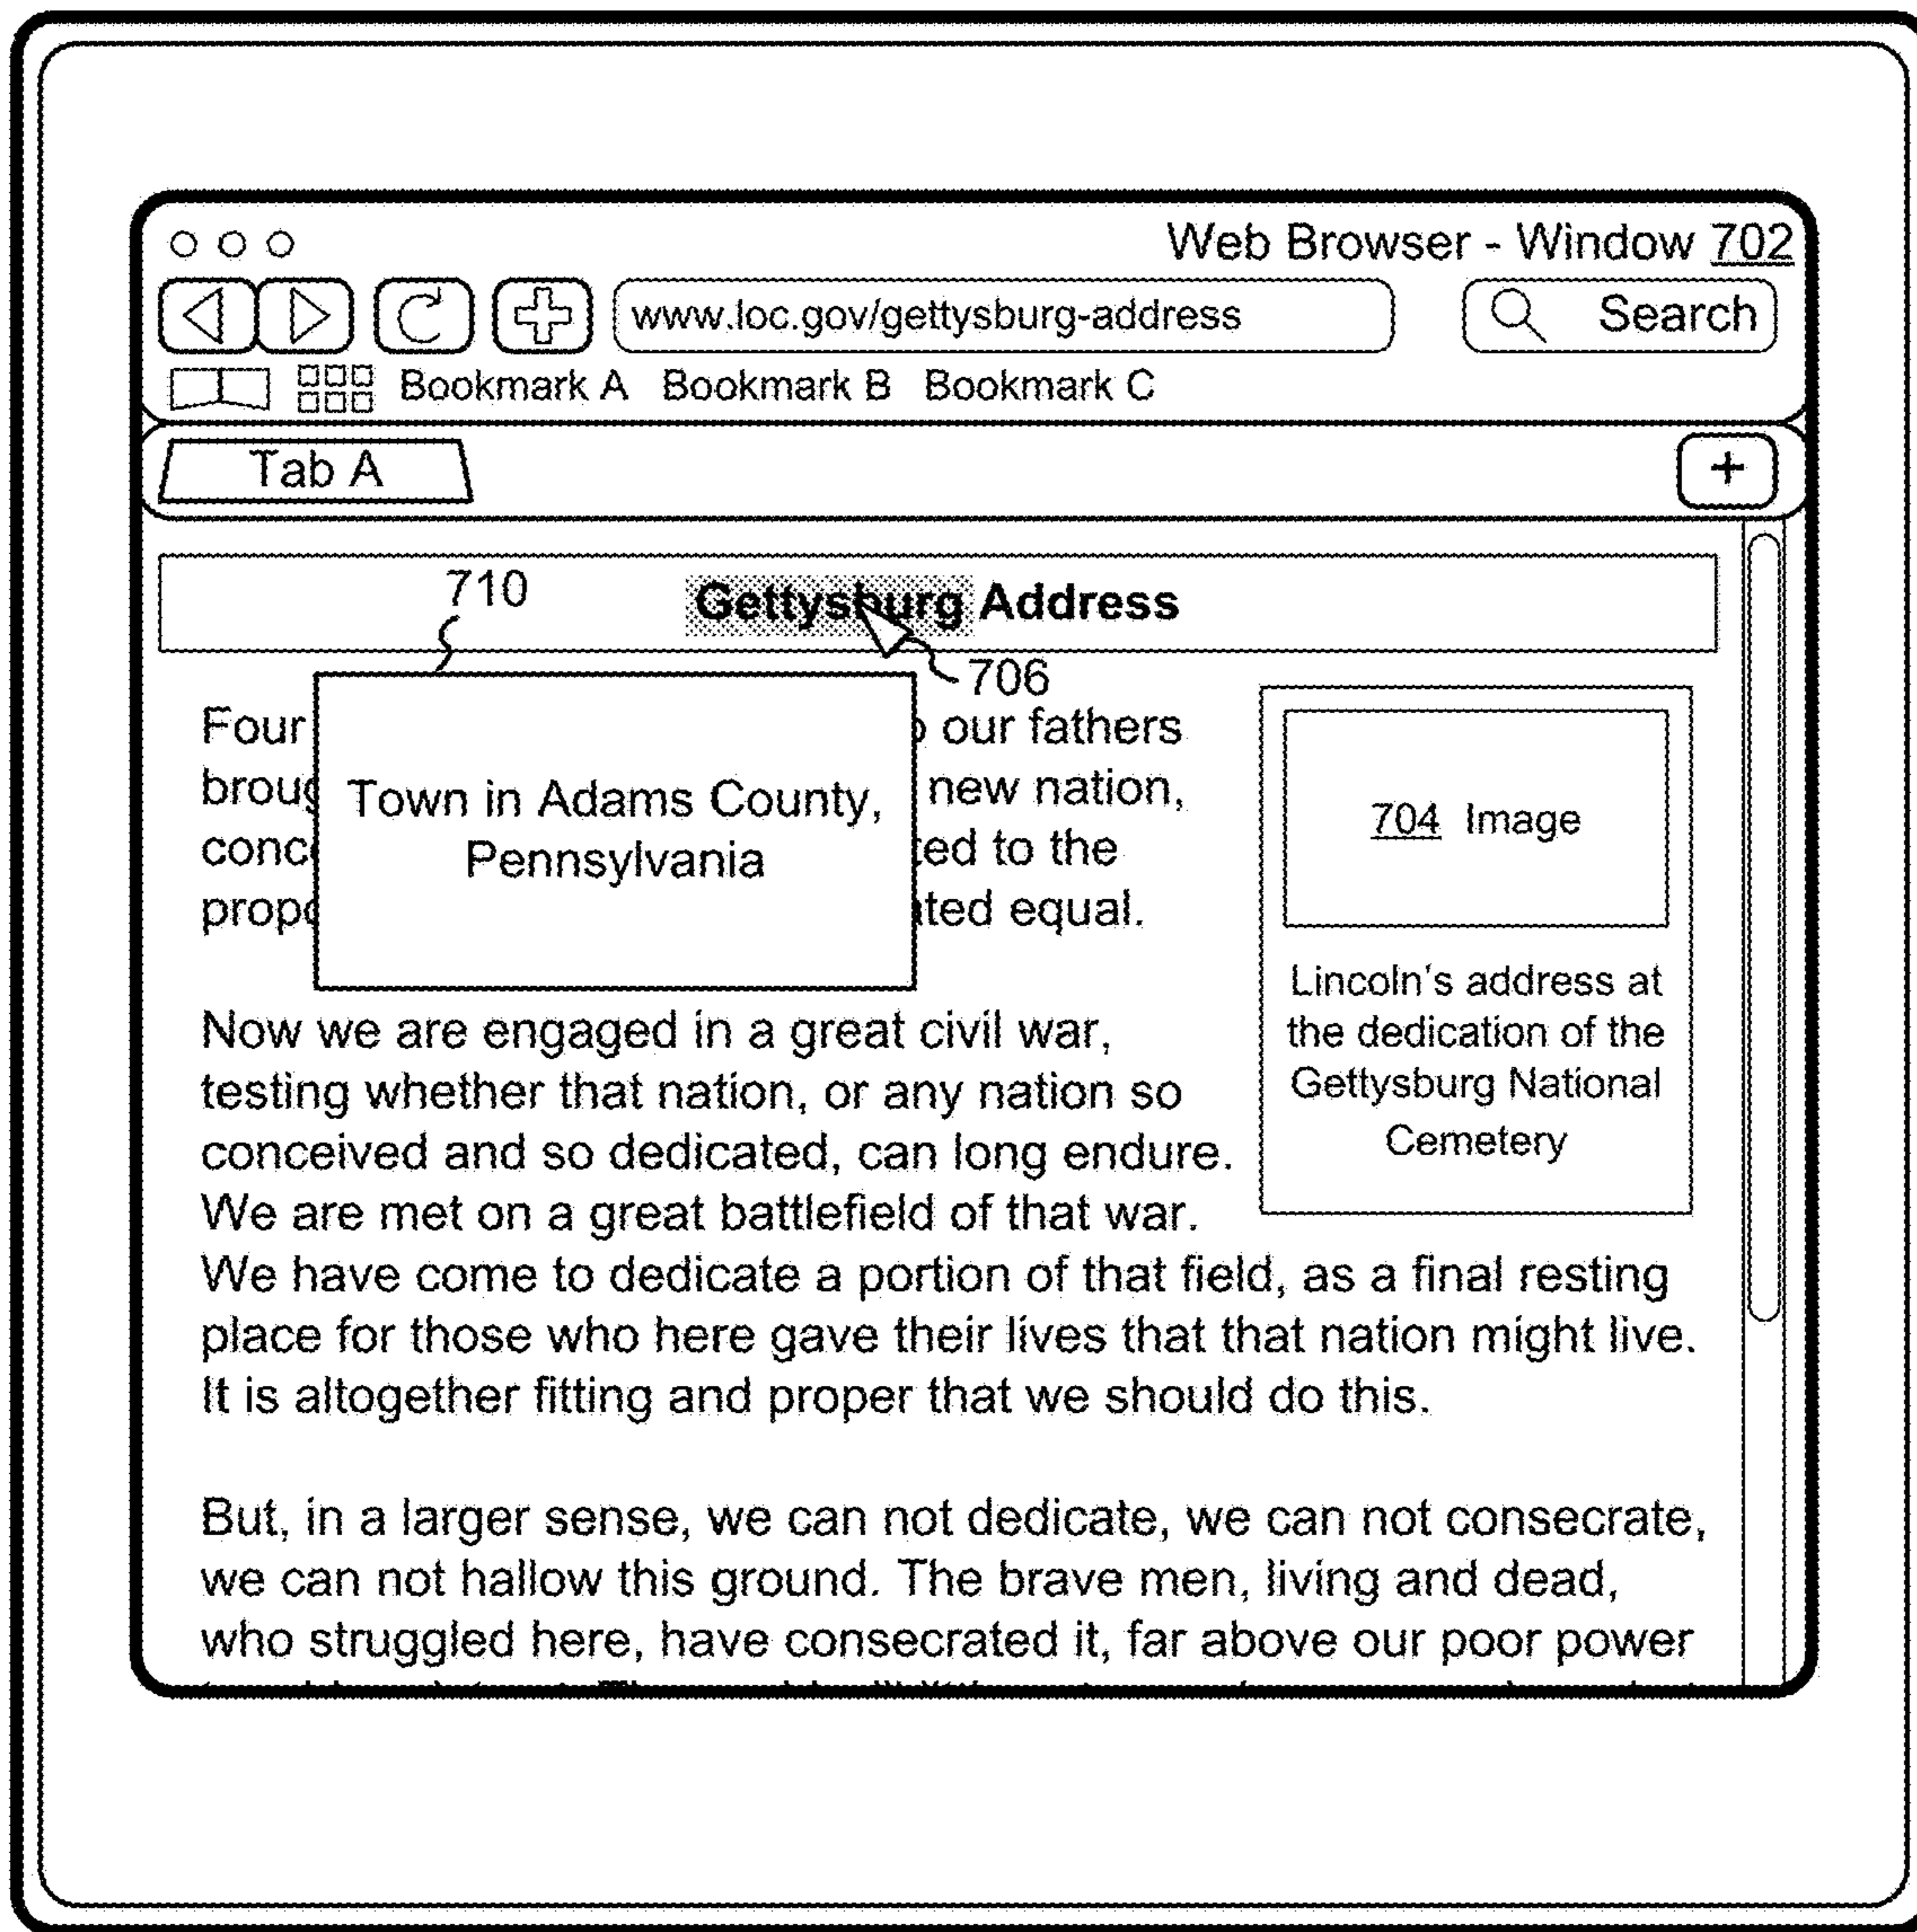 Web Browser - Window 702
www.loc.gov/gettysburg-address
Search
Bookmark A Bookmark B Bookmark C
Tab A
+
710
Gettysburg Address
706
Town in Adams County,
Pennsylvania
Four our fathers
new nation,
to the
equal.
704 Image
Lincoln's address at
the dedication of the
Gettysburg National
Cemetery
Now we are engaged in a great civil war,
testing whether that nation, or any nation so
conceived and so dedicated, can long endure.
We are met on a great battlefield of that war.
We have come to dedicate a portion of that field, as a final resting
place for those who here gave their lives that that nation might live.
It is altogether fitting and proper that we should do this.
But, in a larger sense, we can not dedicate, we can not consecrate,
we can not hallow this ground. The brave men, living and dead,
who struggled here, have consecrated it, far above our poor power